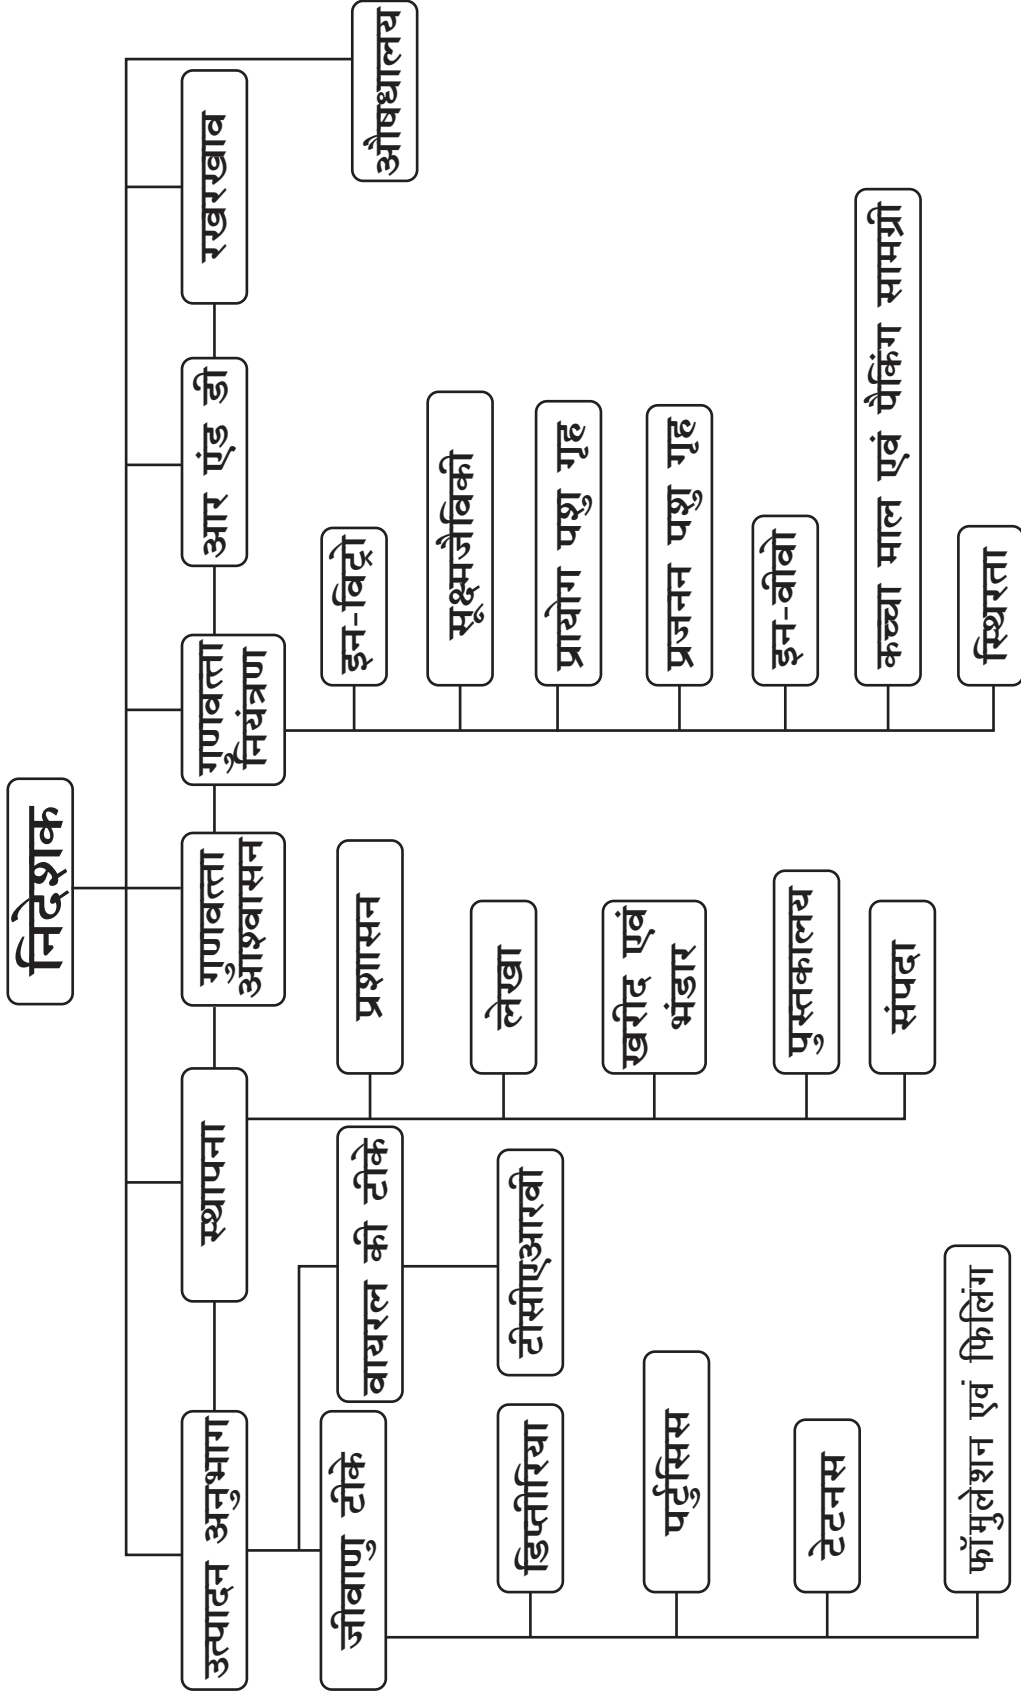 निदेशक
उत्पादन अनुभाग
स्थापना
गुणवत्ता
आश्वासन
गुणवत्ता
नियंत्रण
आर एंड डी
रखरखाव
औषधालय
जीवाणु टीके
वायरल की टीके
डिप्तीरिया
पर्टुसिस
टेटनस
फॉर्मुलेशन एवं फिलिंग
टीसीएआरवी
प्रशासन
लेखा
खरीद एवं
भंडार
पुस्तकालय
संपदा
इन-विट्रो
सूक्ष्मजैविकी
प्रायोग पशु गृह
प्रजनन पशु गृह
इन-वीवो
कच्चा माल एवं पैकिंग सामग्री
स्थिरता